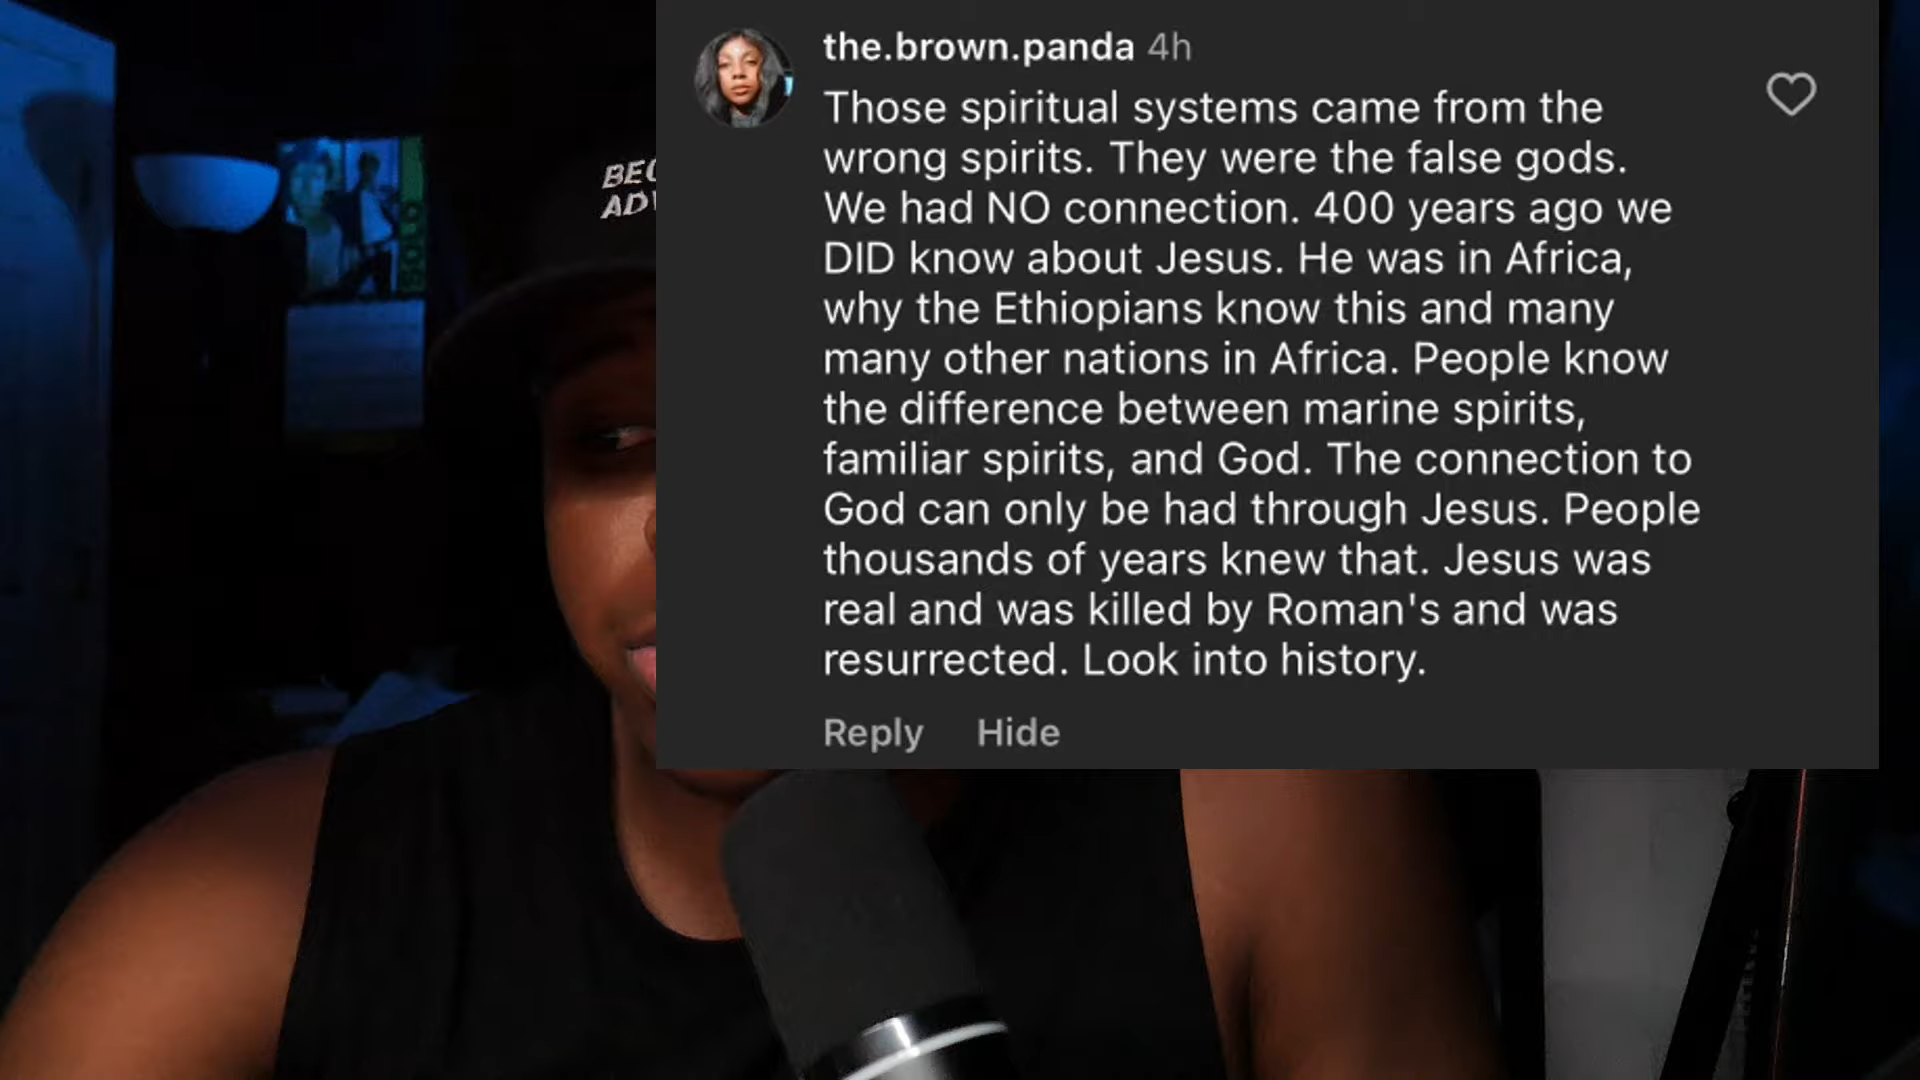 the.brown.panda 4h
Those spiritual systems came from the
wrong spirits. They were the false gods.
We had NO connection. 400 years ago we
DID know about Jesus. He was in Africa,
why the Ethiopians know this and many
many other nations in Africa. People know
the difference between marine spirits,
familiar spirits, and God. The connection to
God can only be had through Jesus. People
thousands of years knew that. Jesus was
real and was killed by Roman's and was
resurrected. Look into history.
Reply Hide